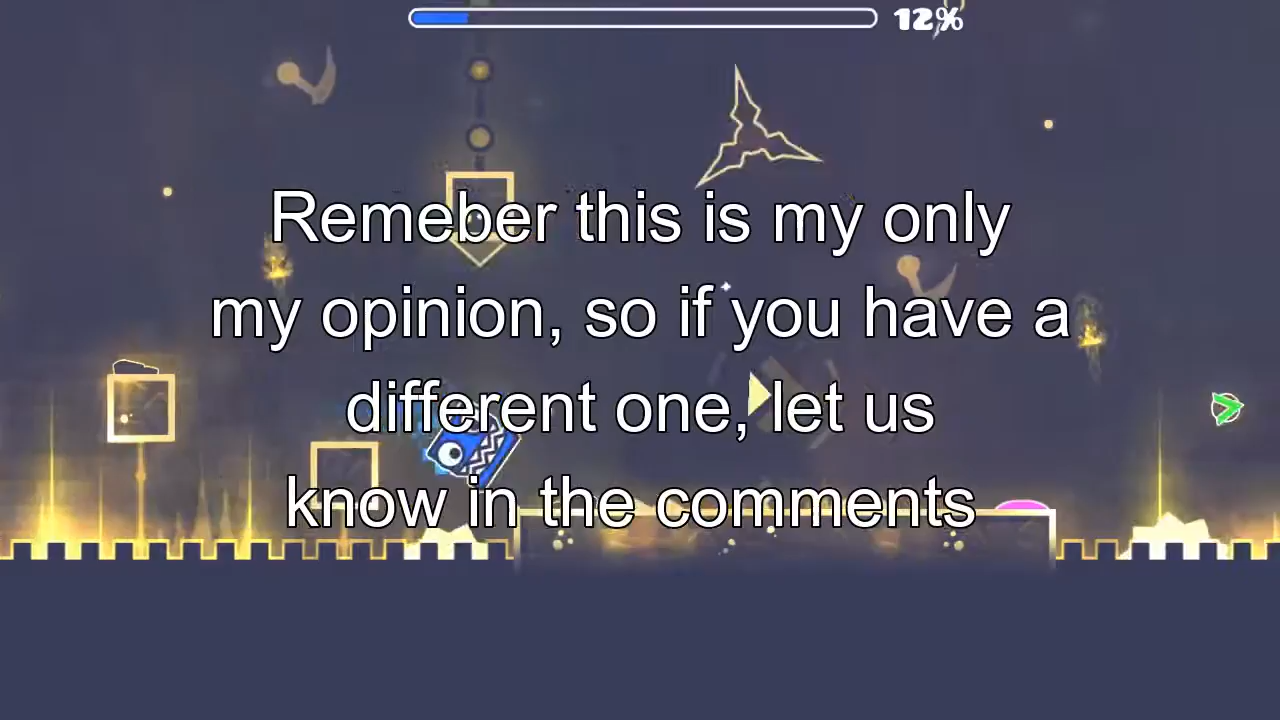 12%
Remeber this is my only
my opinion, so if you have a
different one, let us
know in the comments